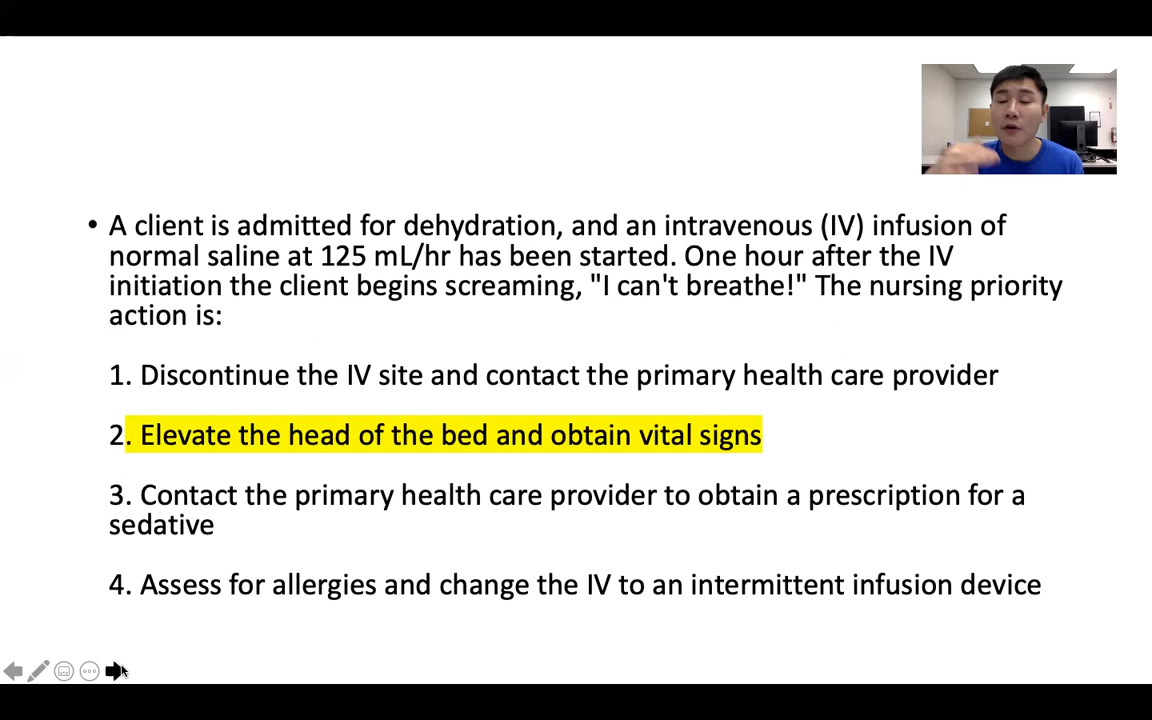 • A client is admitted for dehydration, and an intravenous (IV) infusion of
normal saline at 125 mL/hr has been started. One hour after the IV
initiation the client begins screaming, "I can't breathe!" The nursing priority
action is:
1. Discontinue the IV site and contact the primary health care provider
2. Elevate the head of the bed and obtain vital signs
3. Contact the primary health care provider to obtain a prescription for a
sedative
4. Assess for allergies and change the IV to an intermittent infusion device